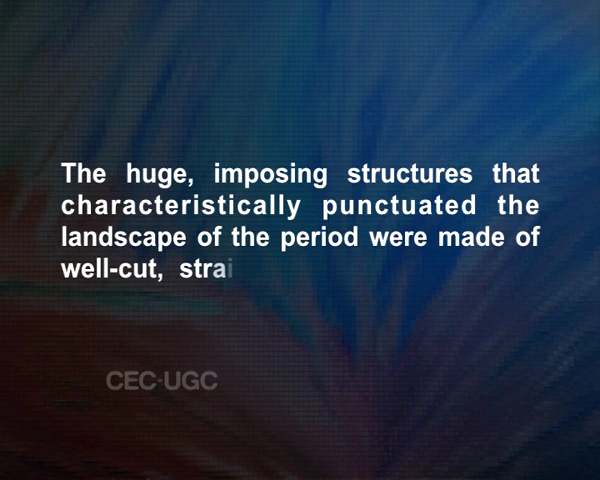 The huge, imposing structures that
characteristically punctuated the
landscape of the period were made of
well-cut, strai
CEC-UGC